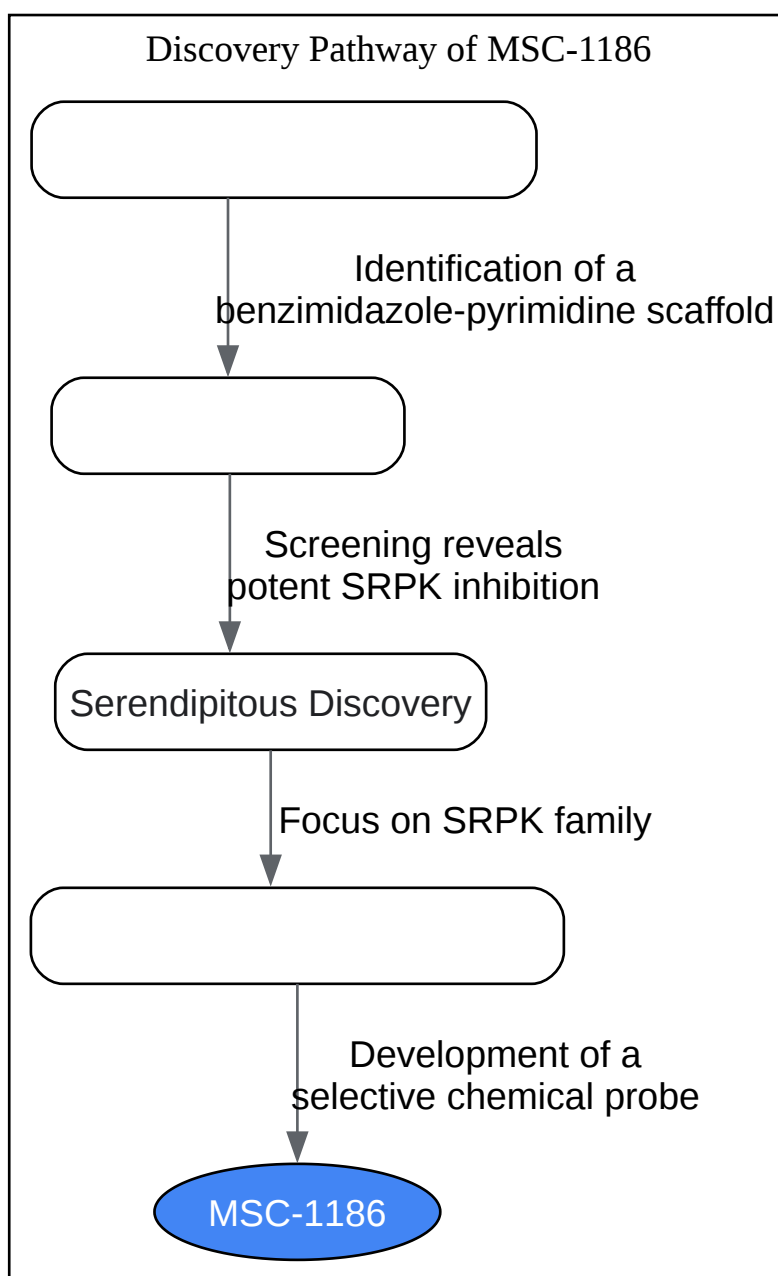 Discovery Pathway of MSC-1186
Identification of a
benzimidazole-pyrimidine scaffold
Screening reveals
potent SRPK inhibition
Serendipitous Discovery
Focus on SRPK family
Development of a
selective chemical probe
MSC-1186